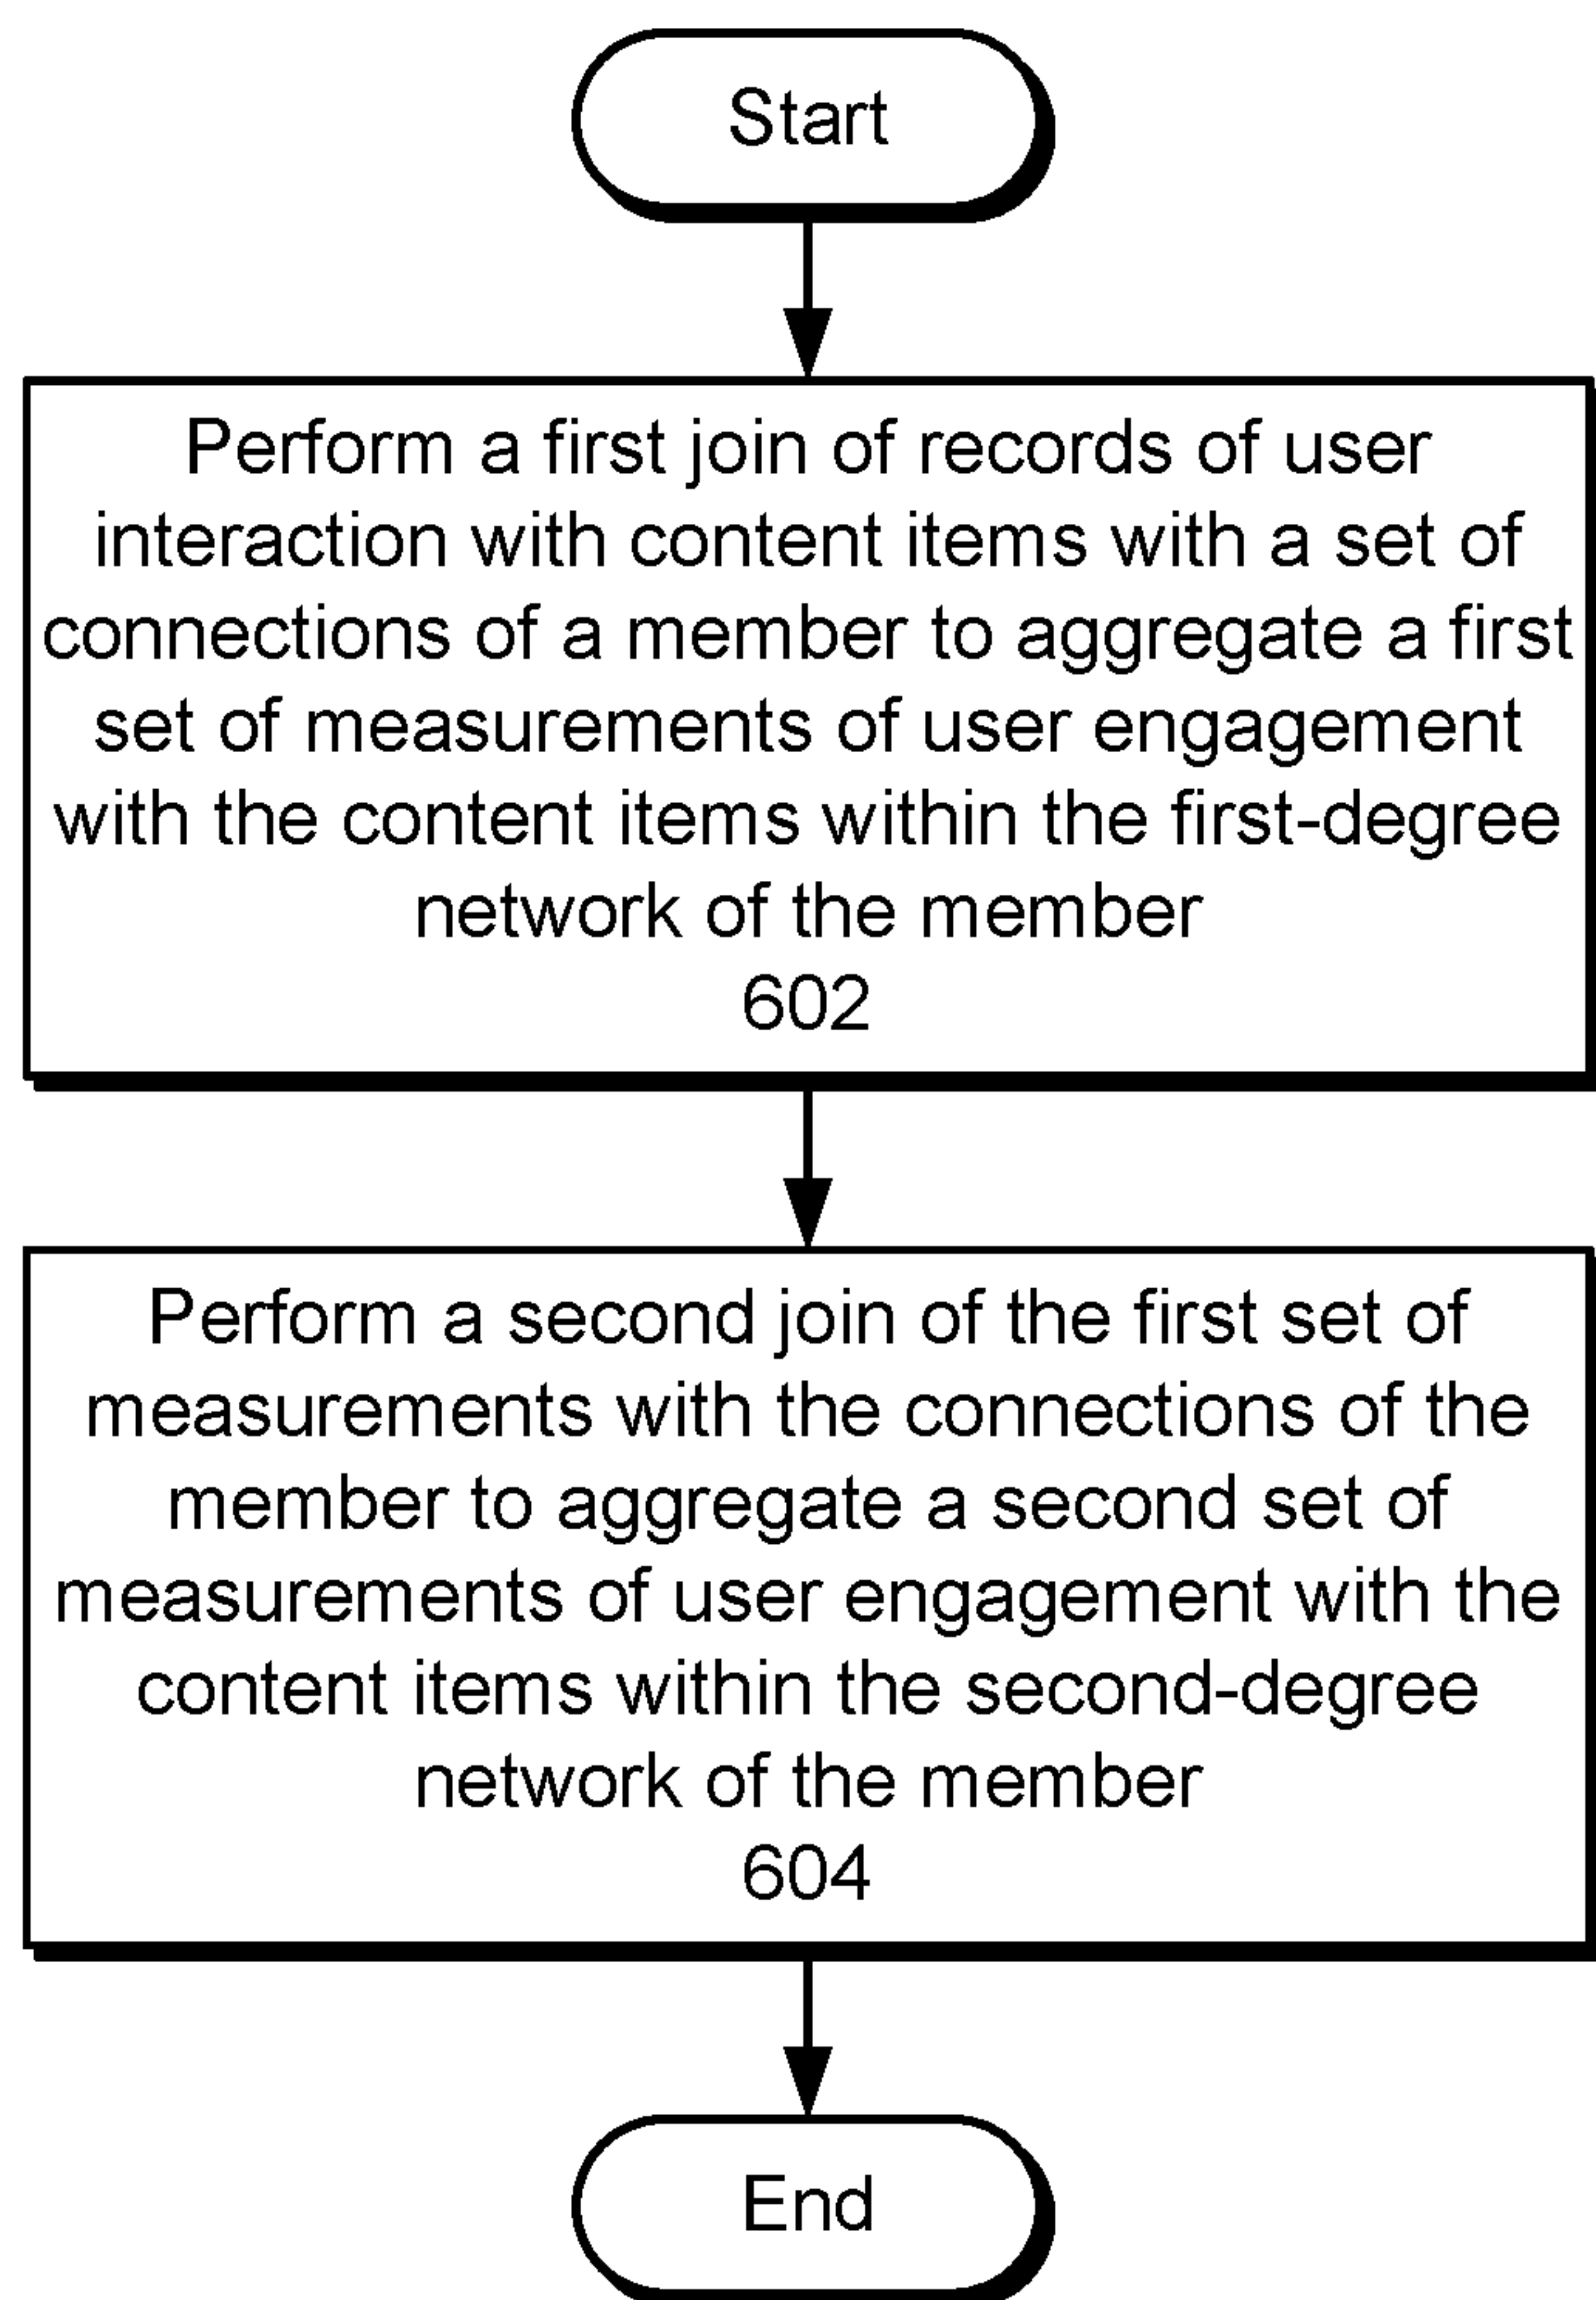 Start
Perform a first join of records of user
interaction with content items with a set of
connections of a member to aggregate a first
set of measurements of user engagement
with the content items within the first-degree
network of the member
602
Perform a second join of the first set of
measurements with the connections of the
member to aggregate a second set of
measurements of user engagement with the
content items within the second-degree
network of the member
604
End